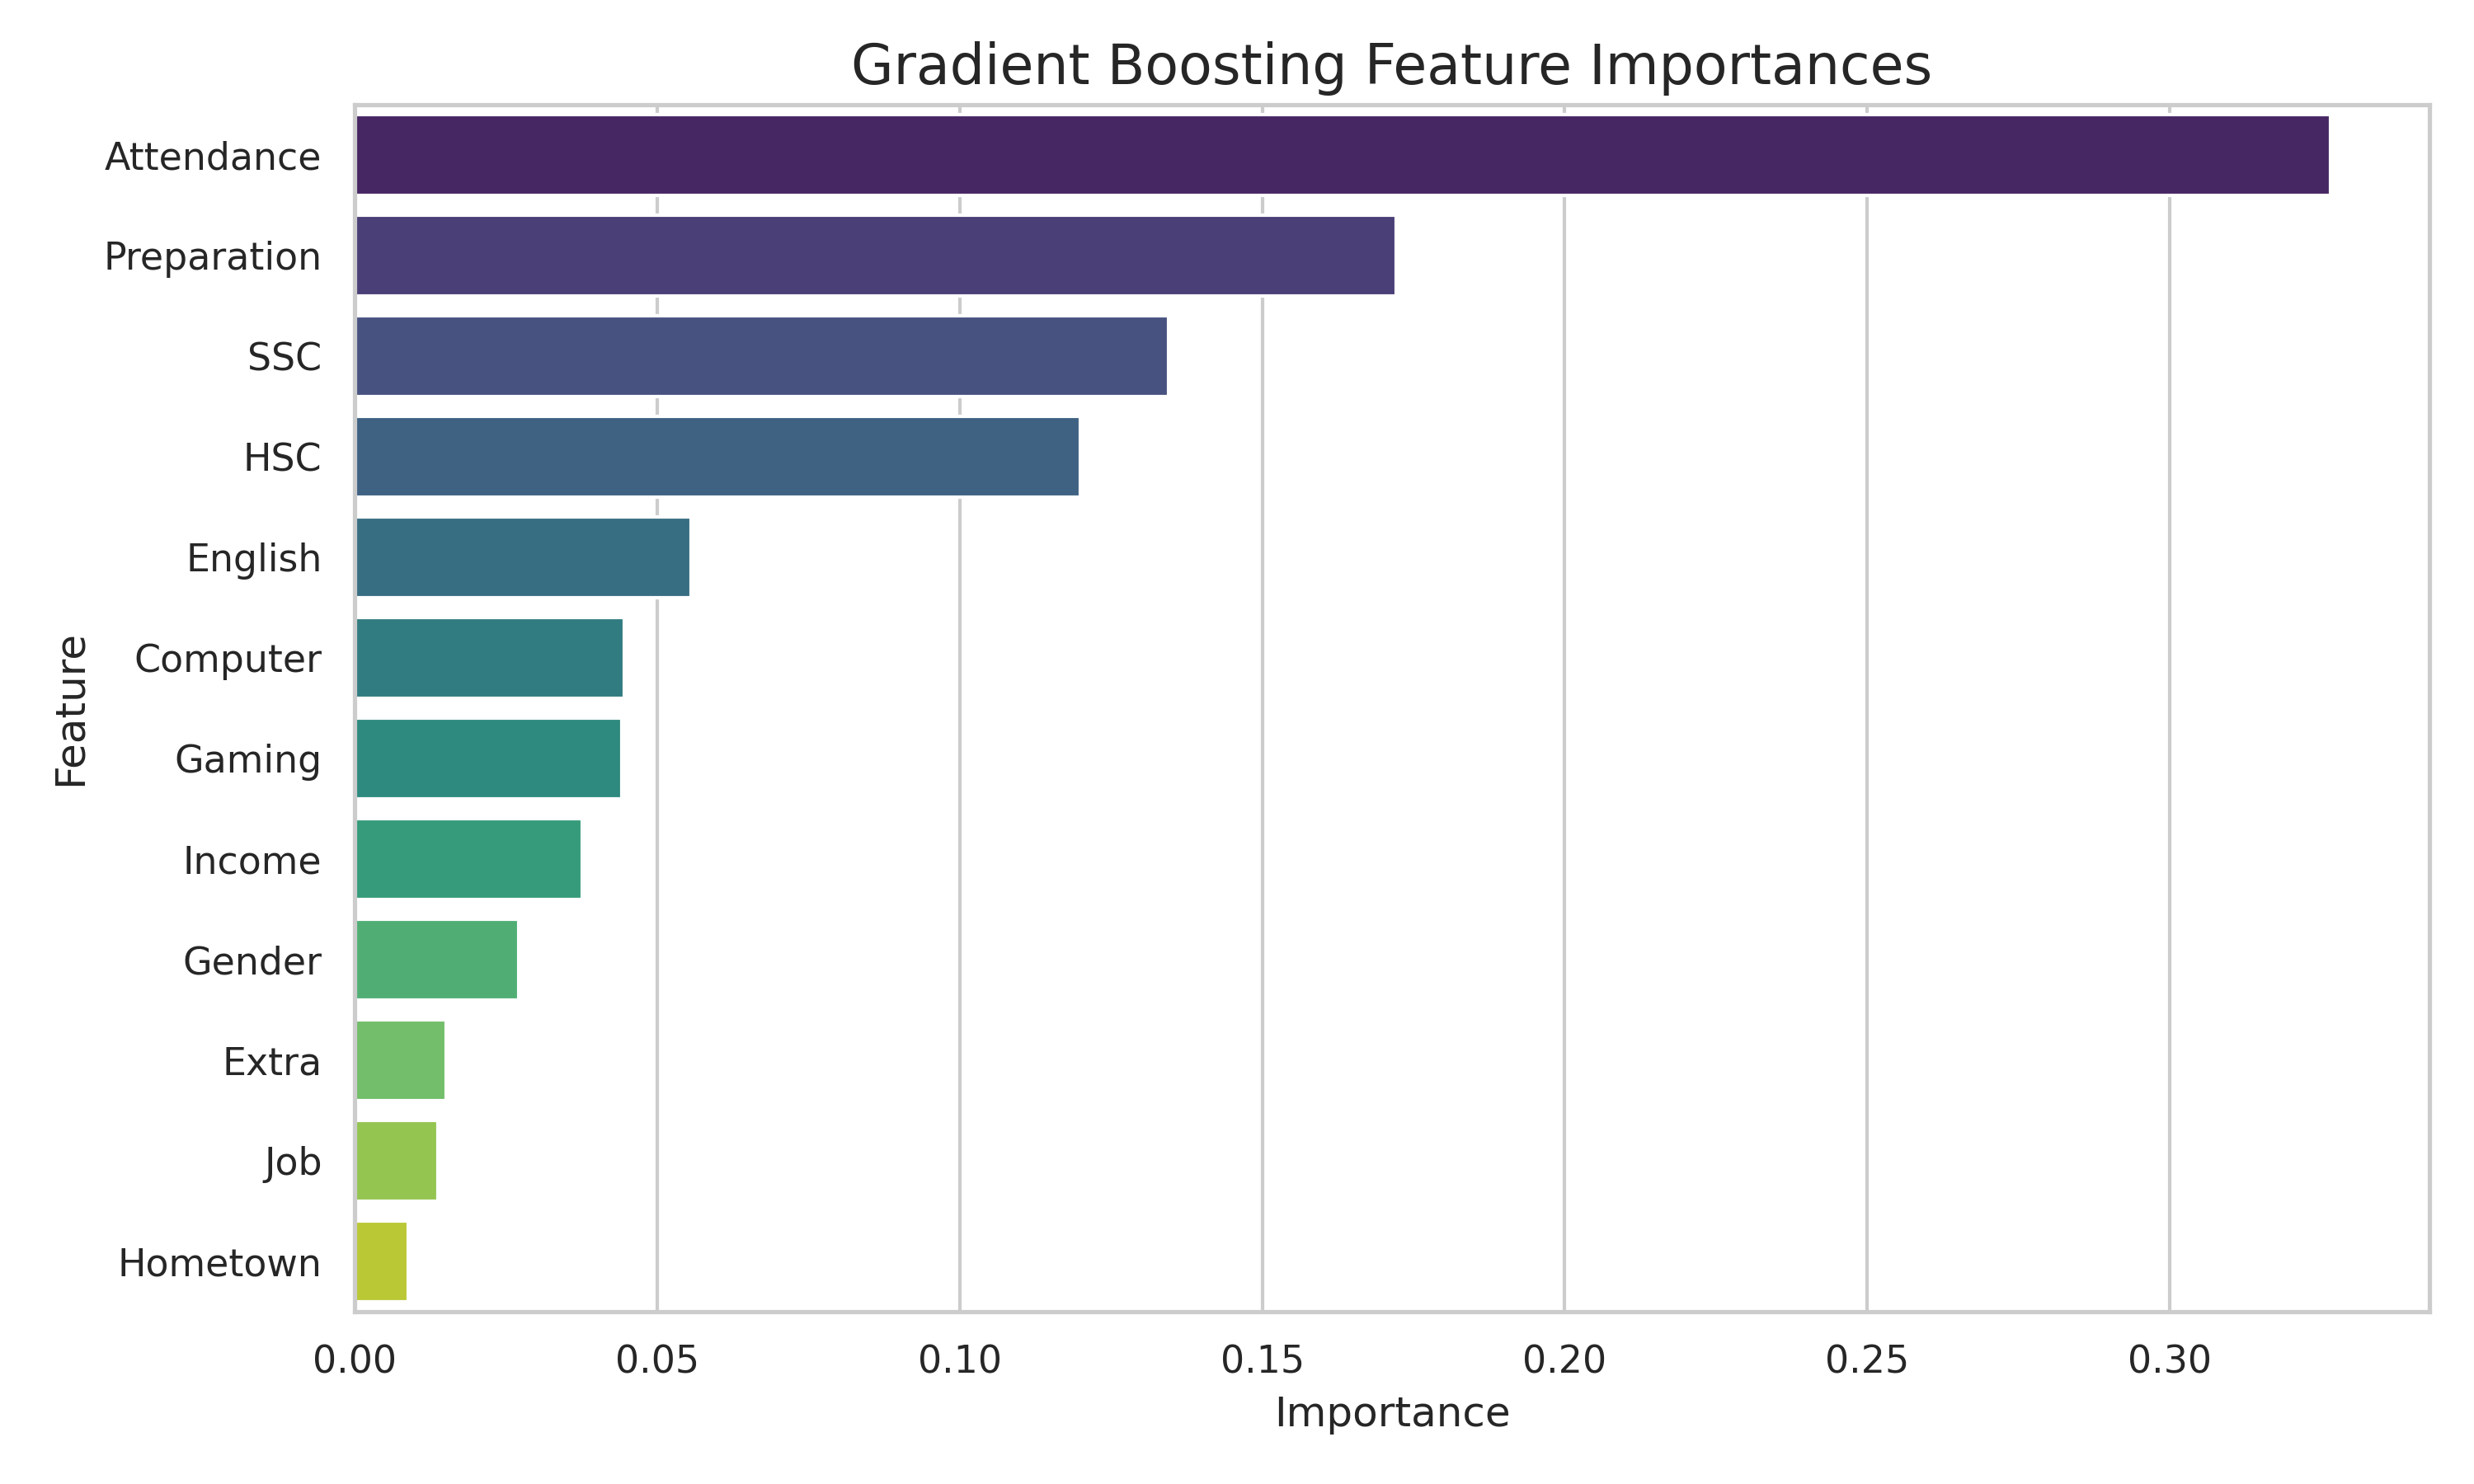 Gradient Boosting Feature Importances
Attendance
Preparation
SSC
HSC
English
Computer
Gaming
Income
Gender
Extra
Job
Hometown
Feature
0.00 0.05 0.10 0.15 0.20 0.25 0.30
Importance